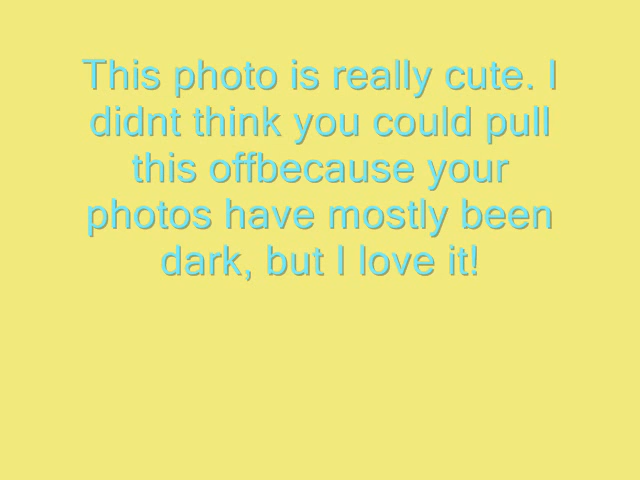 This photo is really cute. I
didnt think you could pull
this offbecause your
photos have mostly been
dark, but I love it!